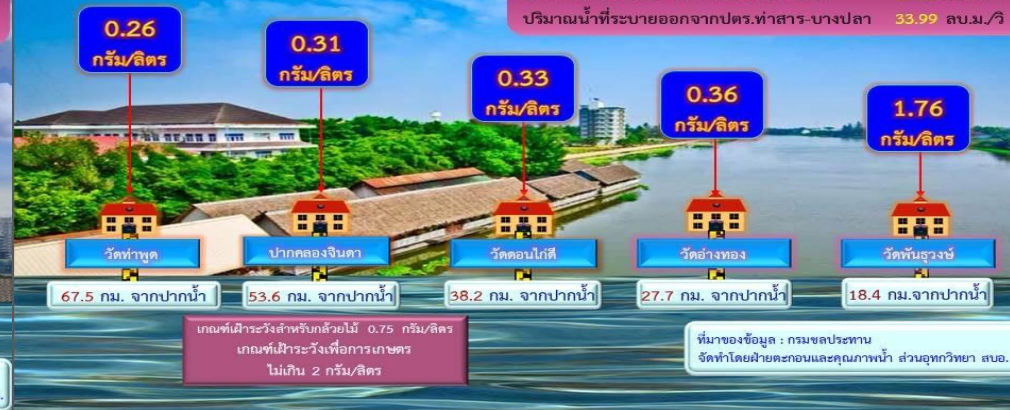 ปริมาณน้ำที่ระบายออกจากปตร.ท่าสาร-บางปลา 33.99 ลบ.ม./วิ
0.26
กรัม/ลิตร
0.31
กรัม/ลิตร
0.33
กรัม/ลิตร
0.36
กรัม/ลิตร
1.76
กรัม/ลิตร
วัดท่าพูด
ปากคลองจินดา
วัดดอนไก่ดี
วัดอ่างทอง
วัดพันธุวงษ์
67.5 กม. จากปากน้ำ
53.6 กม. จากปากน้ำ
38.2 กม. จากปากน้ำ
27.7 กม. จากปากน้ำ
18.4 กม.จากปากน้ำ
เกณฑ์เฝ้าระวังสำหรับกล้วยไม้ 0.75 กรัม/ลิตร
เกณฑ์เฝ้าระวังเพื่อการเกษตร
ไม่เกิน 2 กรัม/ลิตร
ที่มาของข้อมูล : กรมชลประทาน
จัดทำโดยฝ่ายตะกอนและคุณภาพน้ำ ส่วนอุทกวิทยา สบอ.